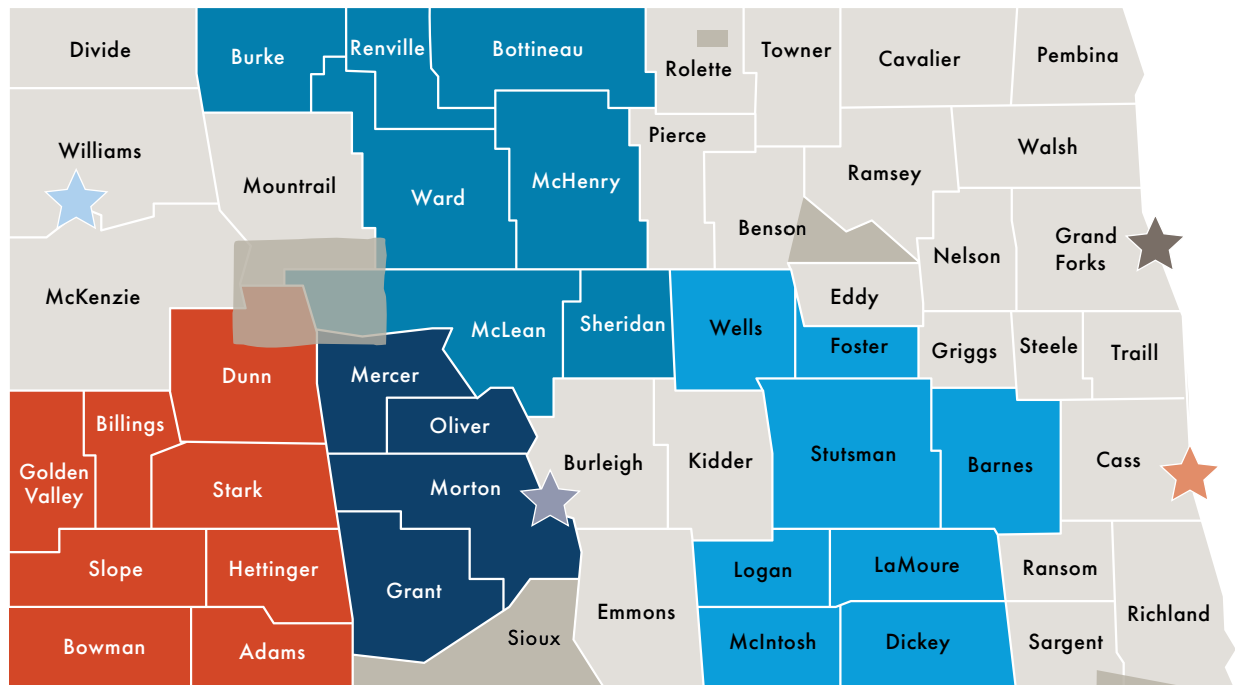 Divide
Burke
Renville
Bottineau
Rolette
Towner
Cavalier
Pembina
Williams
Mountrail
Ward
McHenry
Pierce
Benson
Ramsey
Walsh
Nelson
Grand
Forks
McKenzie
McLean
Sheridan
Wells
Eddy
Foster
Griggs
Steele
Traill
Dunn
Mercer
Oliver
Billings
Golden
Valley
Stark
Morton
Burleigh
Kidder
Stutsman
Barnes
Cass
Slope
Hettinger
Grant
Emmons
Logan
LaMoure
Ransom
Richland
Bowman
Adams
Sioux
McIntosh
Dickey
Sargent